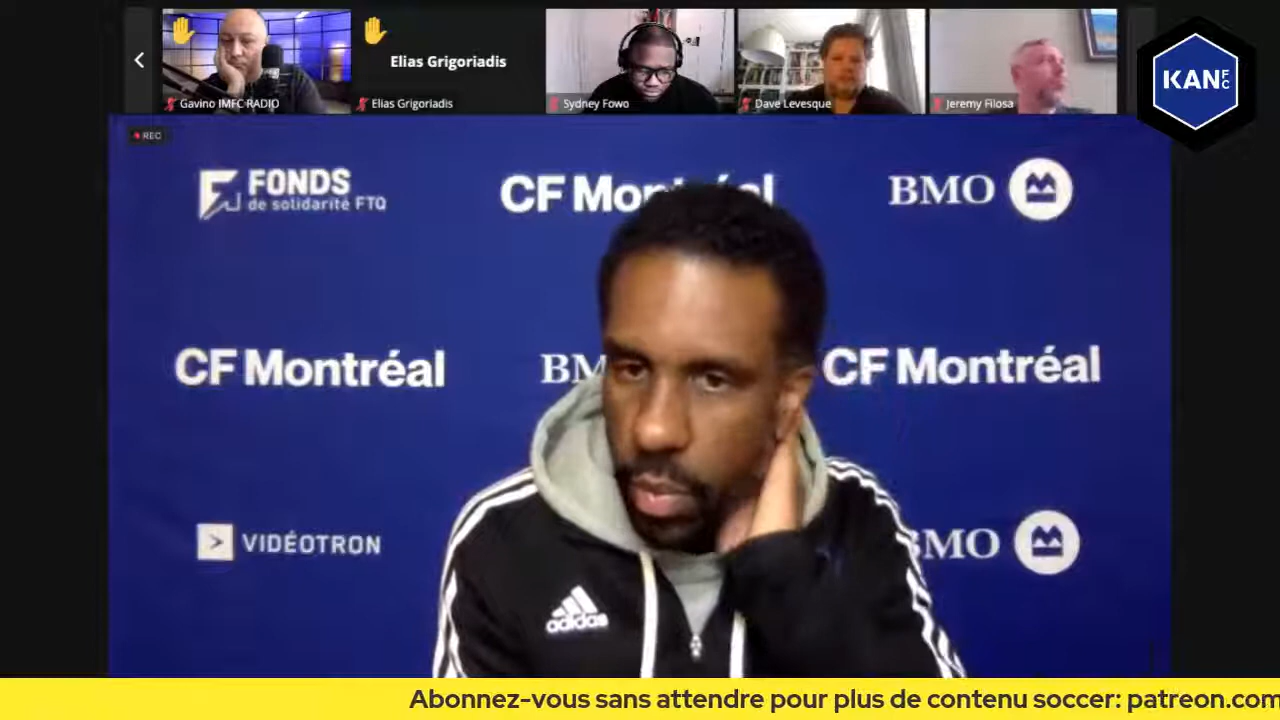 Elias Grigoriadis
Gavino IMFC RADIO
Elias Grigoriadis
Sydney Fowo
Dave Levesque
Jeremy Filosa
KAN FC
REC
FONDS
de solidarité FTQ
CF Montréal
BMO
CF Montréal
BM
CF Montréal
VIDÉOTRON
BMO
adidas
Abonnez-vous sans attendre pour plus de contenu soccer: patreon.com